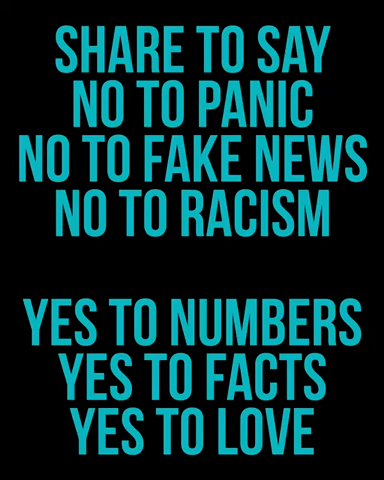 SHARE TO SAY
NO TO PANIC
NO TO FAKE NEWS
NO TO RACISM
YES TO NUMBERS
YES TO FACTS
YES TO LOVE